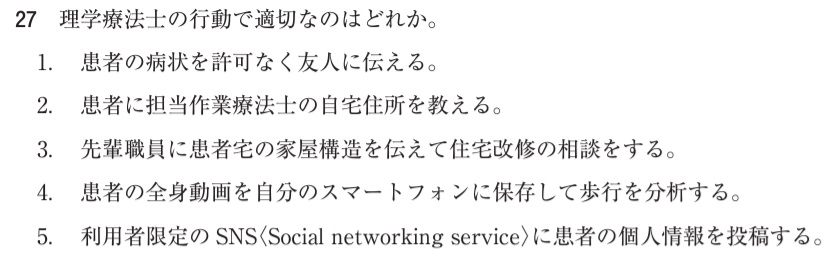 27 理学療法士の行動で適切なのはどれか。
1. 患者の病状を許可なく友人に伝える。
2. 患者に担当作業療法士の自宅住所を教える。
3. 先輩職員に患者宅の家屋構造を伝えて住宅改修の相談をする。
4. 患者の全身動画を自分のスマートフォンに保存して歩行を分析する。
5. 利用者限定の SNS〈Social networking service〉に患者の個人情報を投稿する。